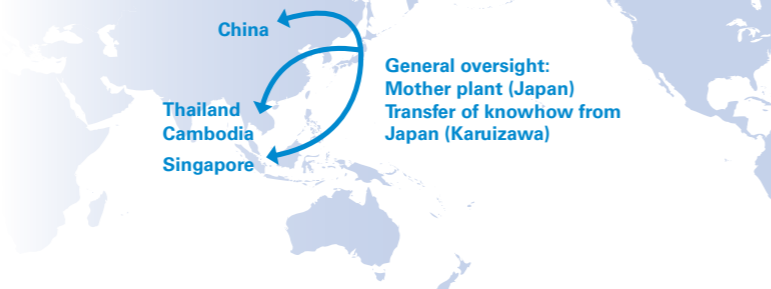 China
General oversight:
Mother plant (Japan)
Transfer of knowhow from
Japan (Karuizawa)
Thailand
Cambodia
Singapore